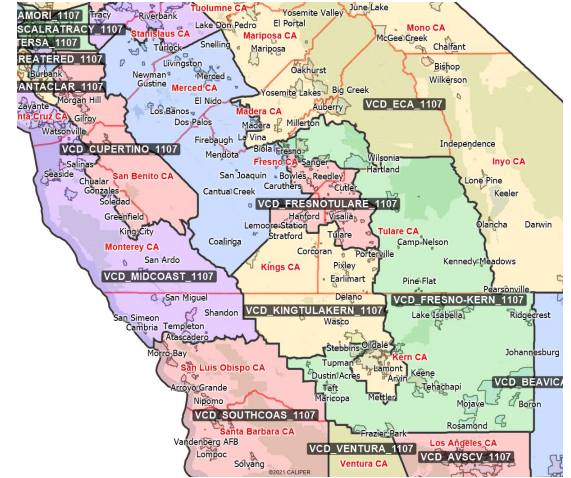 Tuolumne CA
June Lake
Yosemite Valley
AMORI_1107
Tracy
Riverbank
Lake Don Pedro
El Portal
Mono CA
SCALRATRACY_1107
Stanislaus CA
Mariposa CA
McGee Creek
TERSA_1107
Turlock
Snelling
Mariposa
Chalfant
REATERED_1107
Livingston
Oakhurst
Bishop
Burbank
Newman
Merced
Wilkerson
Gustine
Merced CA
Yosemite Lakes
Big Creek
SANTACLAR_1107
Morgan Hill
El Nido
Auberry
VCD_ECA_1107
Zayante
Los Banos
Madera CA
Millerton
nta Cruz CA
Gilroy
Dos Palos
Madera
Watsonville
Firebaugh
Vina
Independence
VCD_CUPERTINO_1107
Mendota
Biola
Fresno
Wilsonia
Salinas
Fresno CA
Sanger
Inyo CA
Seaside
San Benito CA
San Joaquin
Bowles
Reedley
Hartland
Lone Pine
Chualar
Cantua Creek
Caruthers
Cutler
Keeler
Gonzales
Soledad
VCD_FRESNOTULARE_1107
Greenfield
Lemoore Station
Hanford
Visalia
Olancha
Darwin
King City
Stratford
Tulare
Tulare CA
Monterey CA
Coalinga
Corcoran
Porterville
Camp Nelson
San Ardo
Kings CA
Pixley
Kennedy Meadows
VCD_MIDCOAST_1107
Earlimart
Pine Flat
Pearsonville
San Miguel
Delano
VCD_FRESNO-KERN_1107
San Simeon
Shandon
VCD_KINGTULAKERN_1107
Lake Isabella
Ridgecrest
Cambria
Templeton
Wasco
Atascadero
Stebbins
Oildale
Johannesburg
Morro Bay
Tupman
Kern CA
San Luis Obispo CA
Dustin Acres
Lamont
Keene
VCD_BEAVICA
Arroyo Grande
Taft
Arvin
Tehachapi
Nipomo
Maricopa
Mettler
Mojave
Boron
VCD_SOUTHCOAS_1107
Rosamond
Santa Barbara CA
Frazier Park
Vandenberg AFB
VCD_VENTURA_1107
Los Angeles CA
Lompoc
VCD_AVSCV_1107
Solvang
Ventura CA
©2021 CALIPER